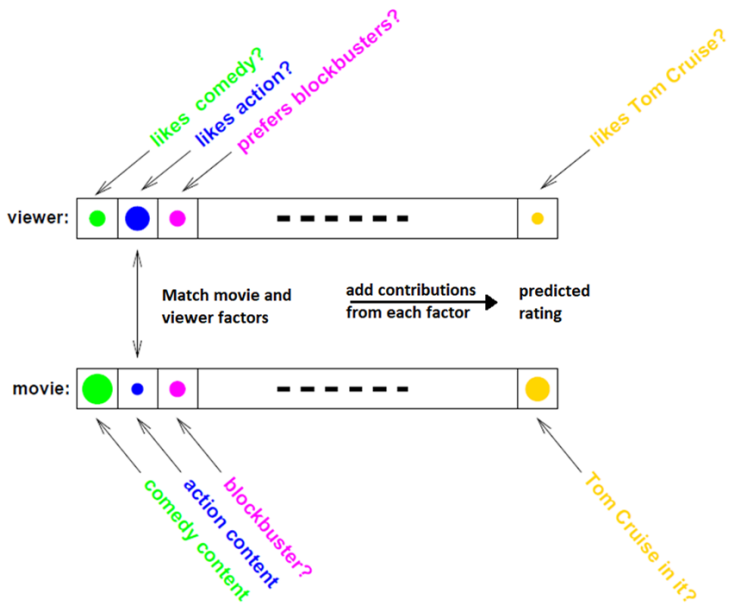 likes comedy?
likes action?
prefers blockbusters?
likes Tom Cruise?
viewer:
Match movie and
viewer factors
add contributions
from each factor
predicted
rating
movie:
comedy content
action content
blockbuster?
Tom Cruise in it?